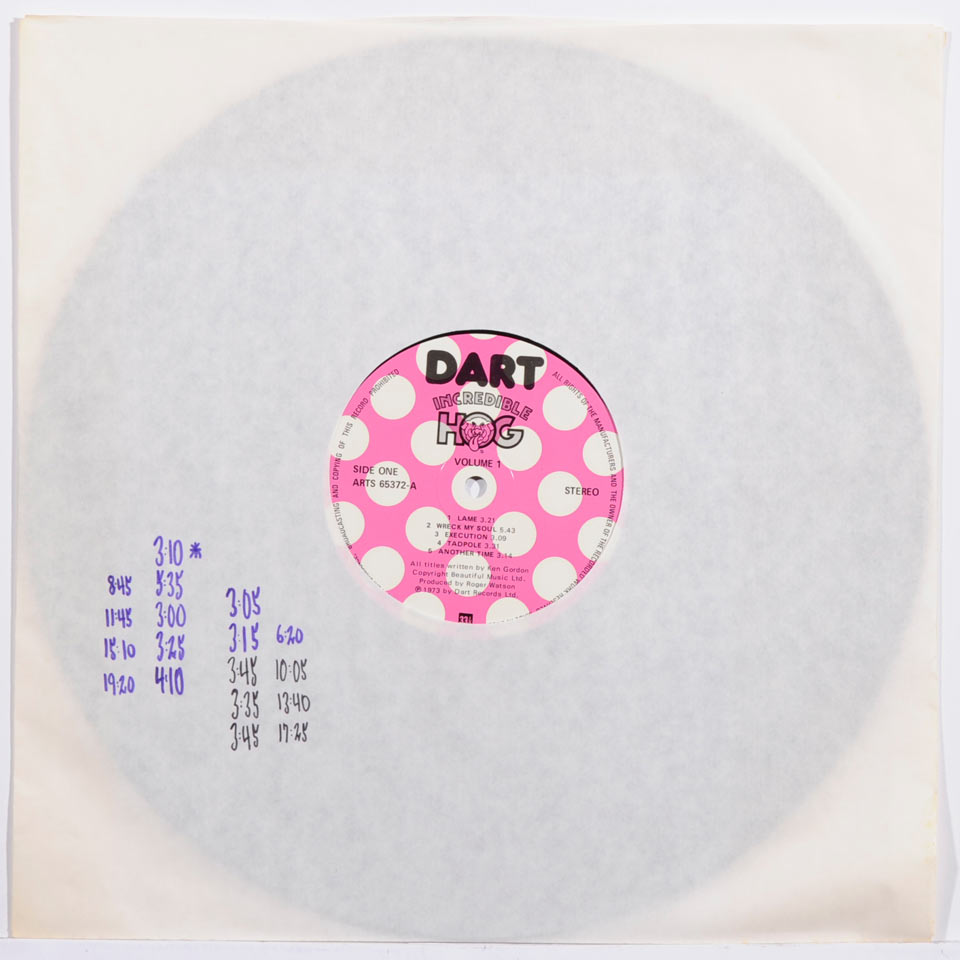 DART
INCREDIBLE
HOG
VOLUME 1
SIDE ONE
ARTS 65372-A
STEREO
1 LAME 3.21
2 WRECK MY SOUL 5.43
3 EXECUTION 3.09
4 TADPOLE 3.31
5 ANOTHER TIME 3.14
All titles written by Ken Gordon
Copyright Beautiful Music Ltd.
Produced by Roger Watson
℗ 1973 by Dart Records Ltd.
33⅓
ALL RIGHTS OF THE MANUFACTURERS AND THE OWNER OF THE RECORDED WORK
AND COPYING OF THIS RECORD PROHIBITED
3:10 *
8:45 5:35
11:45 3:00
15:10 3:25
19:20 4:10
3:05
3:15 6:20
3:45 10:05
3:35 13:40
3:45 17:25